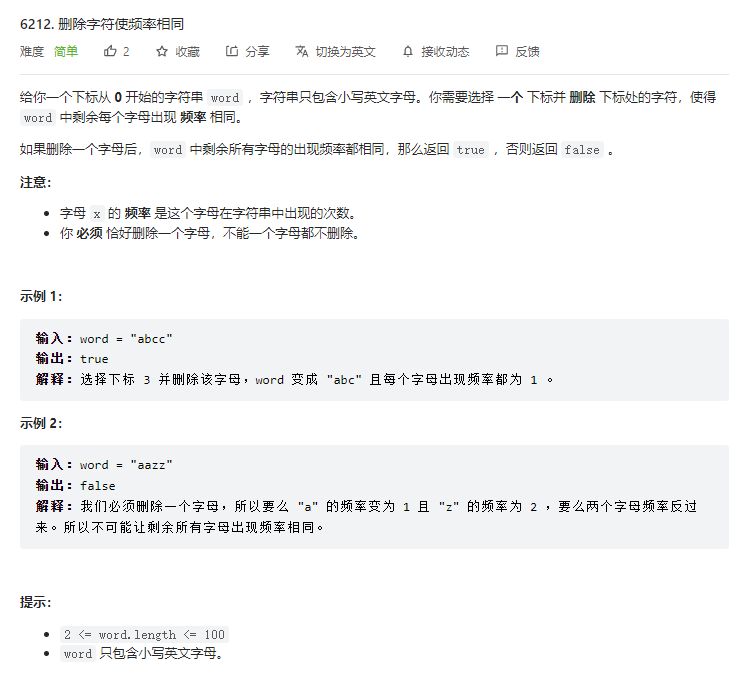 6212. 删除字符使频率相同
难度 简单 2 收藏 分享 切换为英文 接收动态 反馈
给你一个下标从 0 开始的字符串 word ，字符串只包含小写英文字母。你需要选择 一个 下标并 删除 下标处的字符，使得
word 中剩余每个字母出现 频率 相同。
如果删除一个字母后，word 中剩余所有字母的出现频率都相同，那么返回 true ，否则返回 false 。
注意：
• 字母 x 的 频率 是这个字母在字符串中出现的次数。
• 你 必须 恰好删除一个字母，不能一个字母都不删除。
示例 1：
输入：word = "abcc"
输出：true
解释：选择下标 3 并删除该字母，word 变成 "abc" 且每个字母出现频率都为 1 。
示例 2：
输入：word = "aazz"
输出：false
解释：我们必须删除一个字母，所以要么 "a" 的频率变为 1 且 "z" 的频率为 2 ，要么两个字母频率反过
来。所以不可能让剩余所有字母出现频率相同。
提示：
• 2 <= word.length <= 100
• word 只包含小写英文字母。